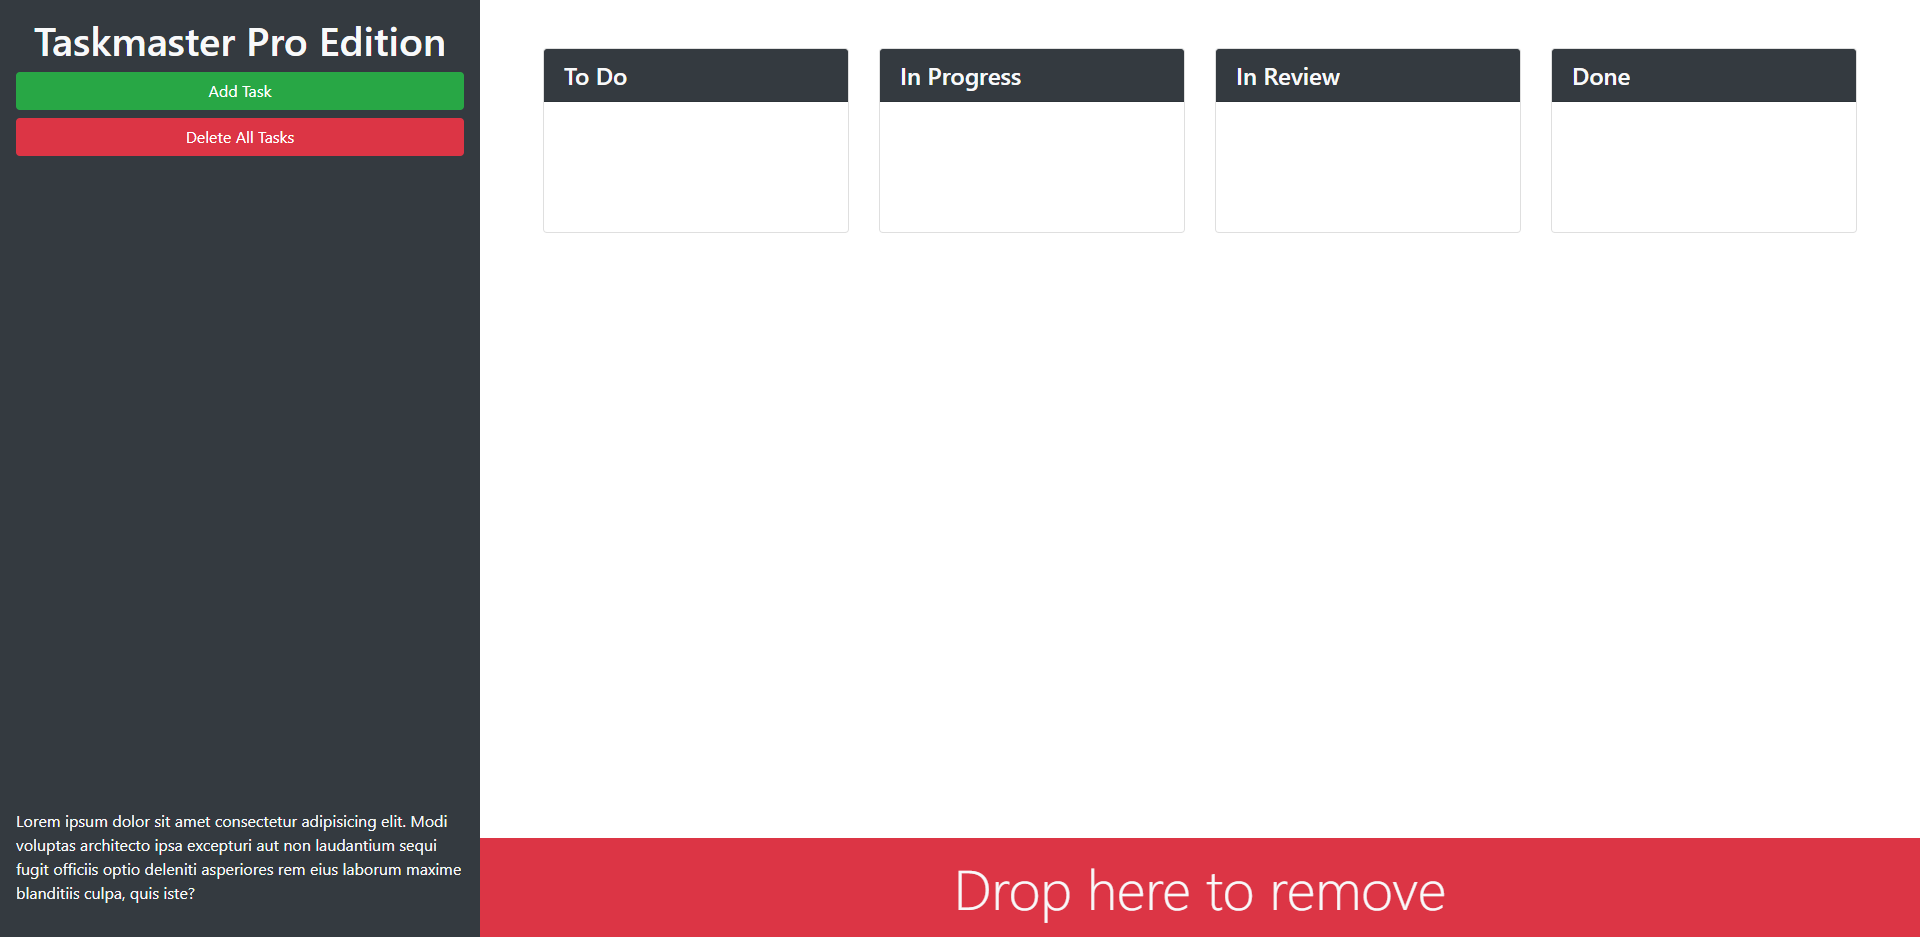 Taskmaster Pro Edition
Add Task
Delete All Tasks
Lorem ipsum dolor sit amet consectetur adipisicing elit. Modi
voluptas architecto ipsa excepturi aut non laudantium sequi
fugit officiis optio deleniti asperiores rem eius laborum maxime
blanditiis culpa, quis iste?
To Do
In Progress
In Review
Done
Drop here to remove